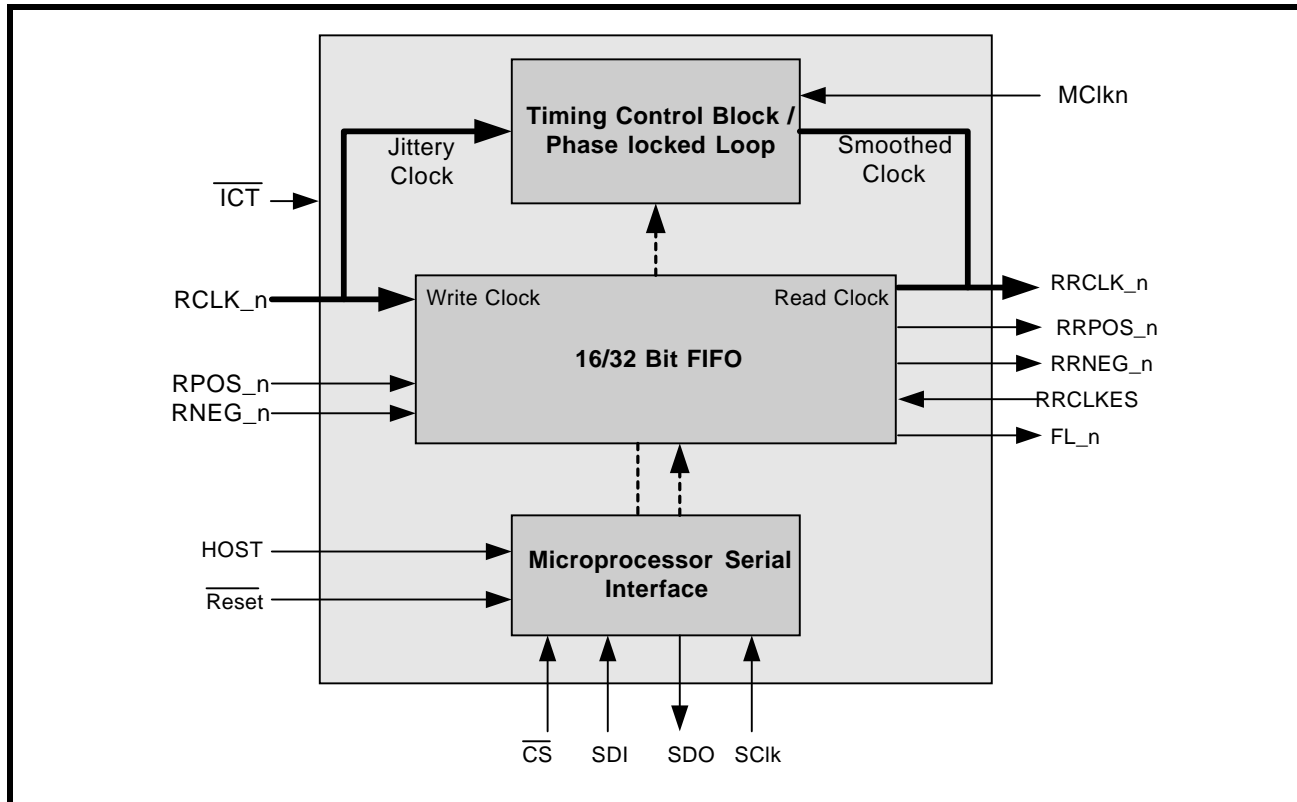 Timing Control Block /
Phase locked Loop
MClkn
Jittery
Clock
Smoothed
Clock
ICT
RCLK_n
Write Clock
Read Clock
RRCLK_n
RRPOS_n
16/32 Bit FIFO
RRNEG_n
RPOS_n
RRCLKES
RNEG_n
FL_n
HOST
Microprocessor Serial
Interface
Reset
CS
SDI
SDO
SClk